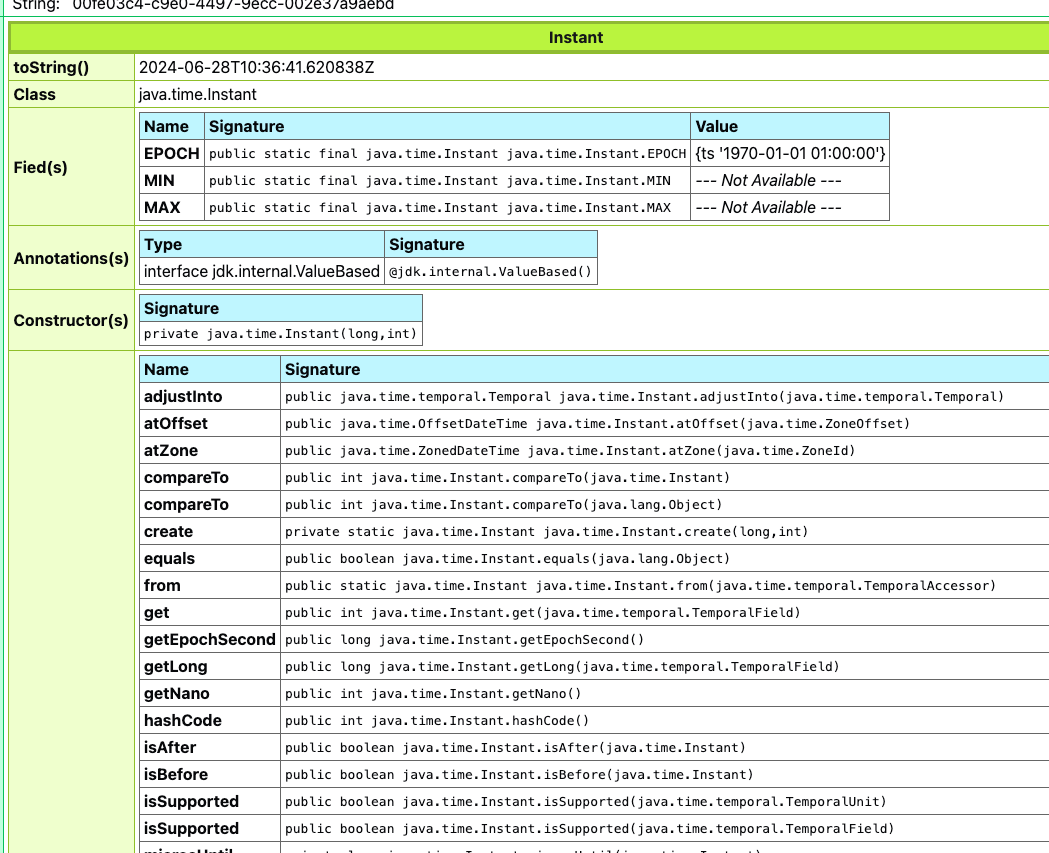 String: 00fe03c4-c9e0-4497-9ecc-002e37a9aebd
Instant
toString() 2024-06-28T10:36:41.620838Z
Class java.time.Instant
Fied(s)
Name Signature Value
EPOCH public static final java.time.Instant java.time.Instant.EPOCH {ts '1970-01-01 01:00:00'}
MIN public static final java.time.Instant java.time.Instant.MIN --- Not Available ---
MAX public static final java.time.Instant java.time.Instant.MAX --- Not Available ---
Annotations(s)
Type Signature
interface jdk.internal.ValueBased @jdk.internal.ValueBased()
Constructor(s)
Signature
private java.time.Instant(long,int)
Name Signature
adjustInto public java.time.temporal.Temporal java.time.Instant.adjustInto(java.time.temporal.Temporal)
atOffset public java.time.OffsetDateTime java.time.Instant.atOffset(java.time.ZoneOffset)
atZone public java.time.ZonedDateTime java.time.Instant.atZone(java.time.ZoneId)
compareTo public int java.time.Instant.compareTo(java.time.Instant)
compareTo public int java.time.Instant.compareTo(java.lang.Object)
create private static java.time.Instant java.time.Instant.create(long,int)
equals public boolean java.time.Instant.equals(java.lang.Object)
from public static java.time.Instant java.time.Instant.from(java.time.temporal.TemporalAccessor)
get public int java.time.Instant.get(java.time.temporal.TemporalField)
getEpochSecond public long java.time.Instant.getEpochSecond()
getLong public long java.time.Instant.getLong(java.time.temporal.TemporalField)
getNano public int java.time.Instant.getNano()
hashCode public int java.time.Instant.hashCode()
isAfter public boolean java.time.Instant.isAfter(java.time.Instant)
isBefore public boolean java.time.Instant.isBefore(java.time.Instant)
isSupported public boolean java.time.Instant.isSupported(java.time.temporal.TemporalUnit)
isSupported public boolean java.time.Instant.isSupported(java.time.temporal.TemporalField)